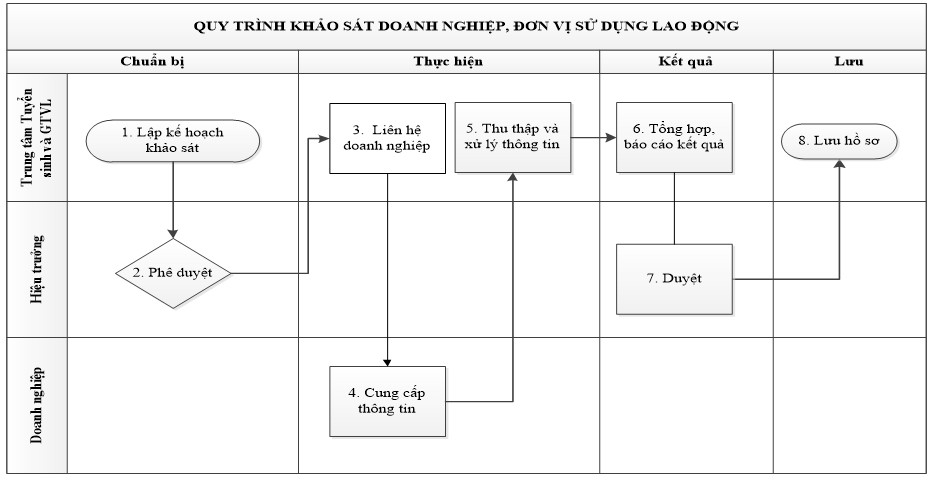 QUY TRÌNH KHẢO SÁT DOANH NGHIỆP, ĐƠN VỊ SỬ DỤNG LAO ĐỘNG
Chuẩn bị
Thực hiện
Kết quả
Lưu
Trung tâm Tuyển
sinh và GTVL
1. Lập kế hoạch
khảo sát
3. Liên hệ
doanh nghiệp
5. Thu thập và
xử lý thông tin
6. Tổng hợp,
báo cáo kết quả
8. Lưu hồ sơ
Hiệu trưởng
2. Phê duyệt
7. Duyệt
Doanh nghiệp
4. Cung cấp
thông tin